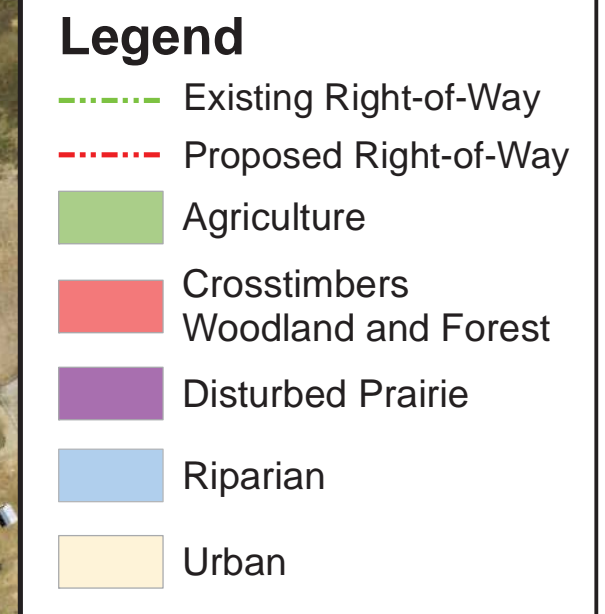 Legend
Existing Right-of-Way
Proposed Right-of-Way
Agriculture
Crosstimbers
Woodland and Forest
Disturbed Prairie
Riparian
Urban